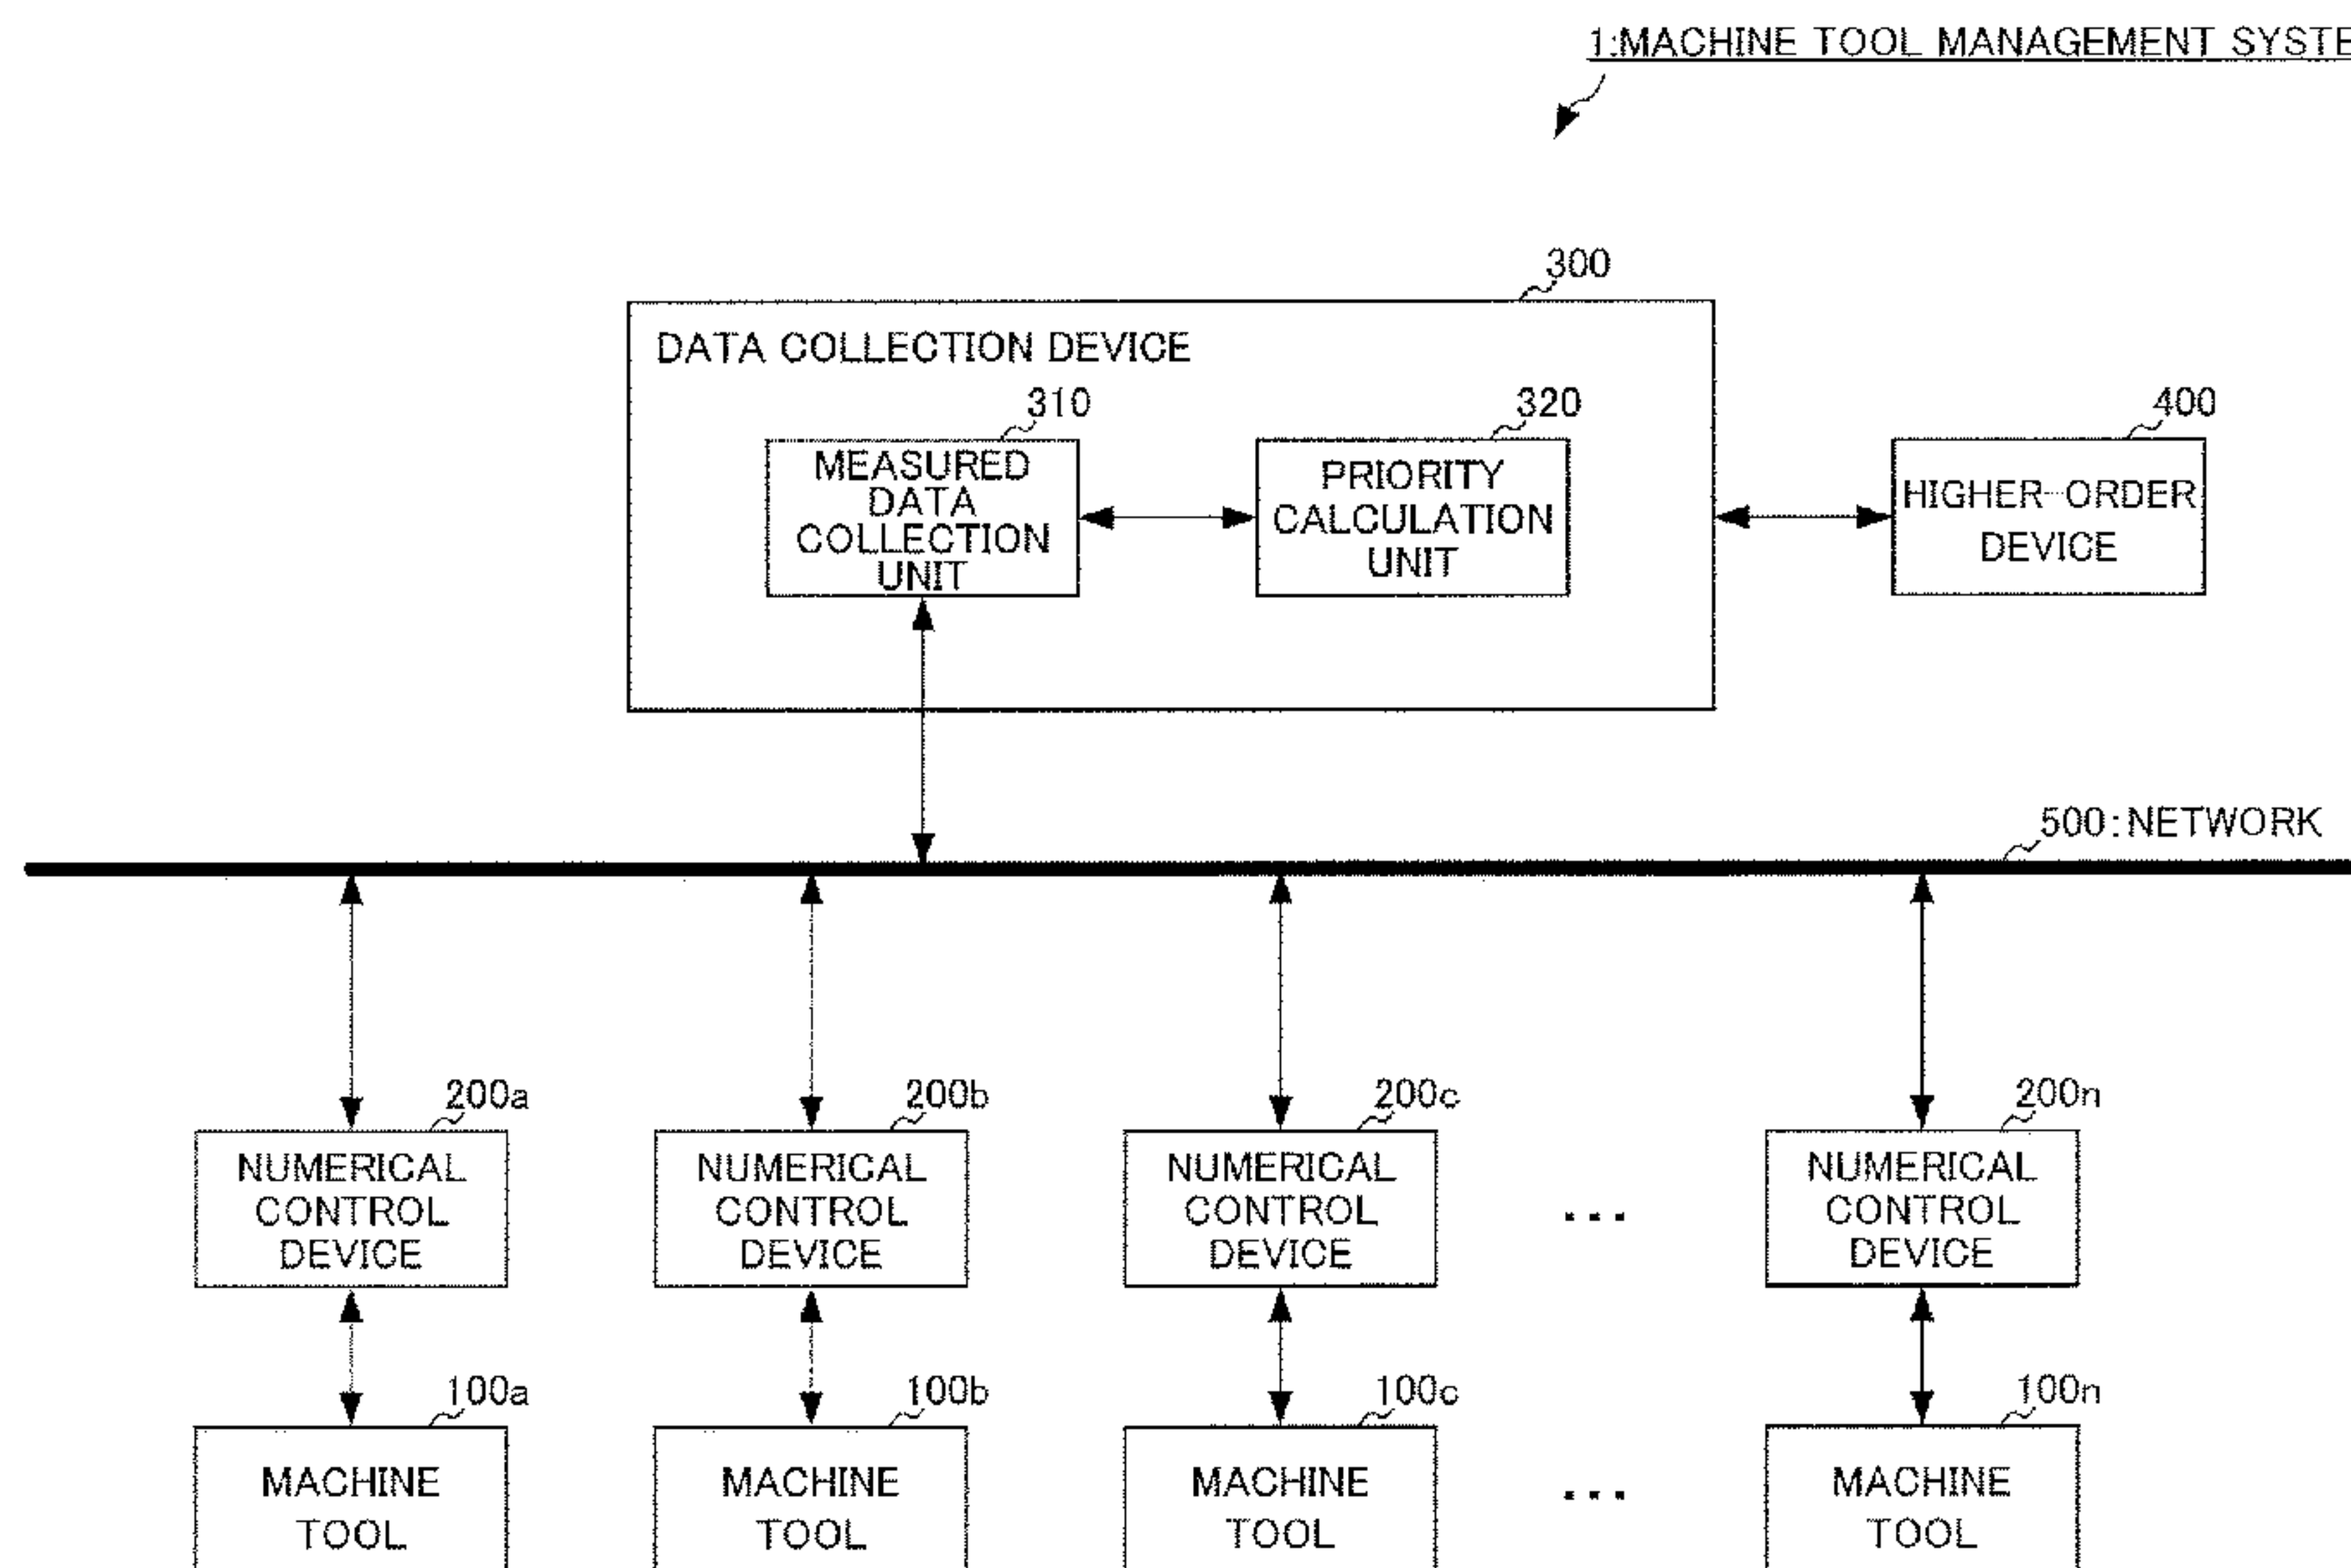 1:MACHINE TOOL MANAGEMENT SYSTE
300
DATA COLLECTION DEVICE
310
320
400
MEASURED
DATA
COLLECTION
UNIT
PRIORITY
CALCULATION
UNIT
HIGHER-ORDER
DEVICE
500:NETWORK
200a
200b
200c
200n
NUMERICAL
CONTROL
DEVICE
NUMERICAL
CONTROL
DEVICE
NUMERICAL
CONTROL
DEVICE
...
NUMERICAL
CONTROL
DEVICE
100a
100b
100c
100n
MACHINE
TOOL
MACHINE
TOOL
MACHINE
TOOL
...
MACHINE
TOOL